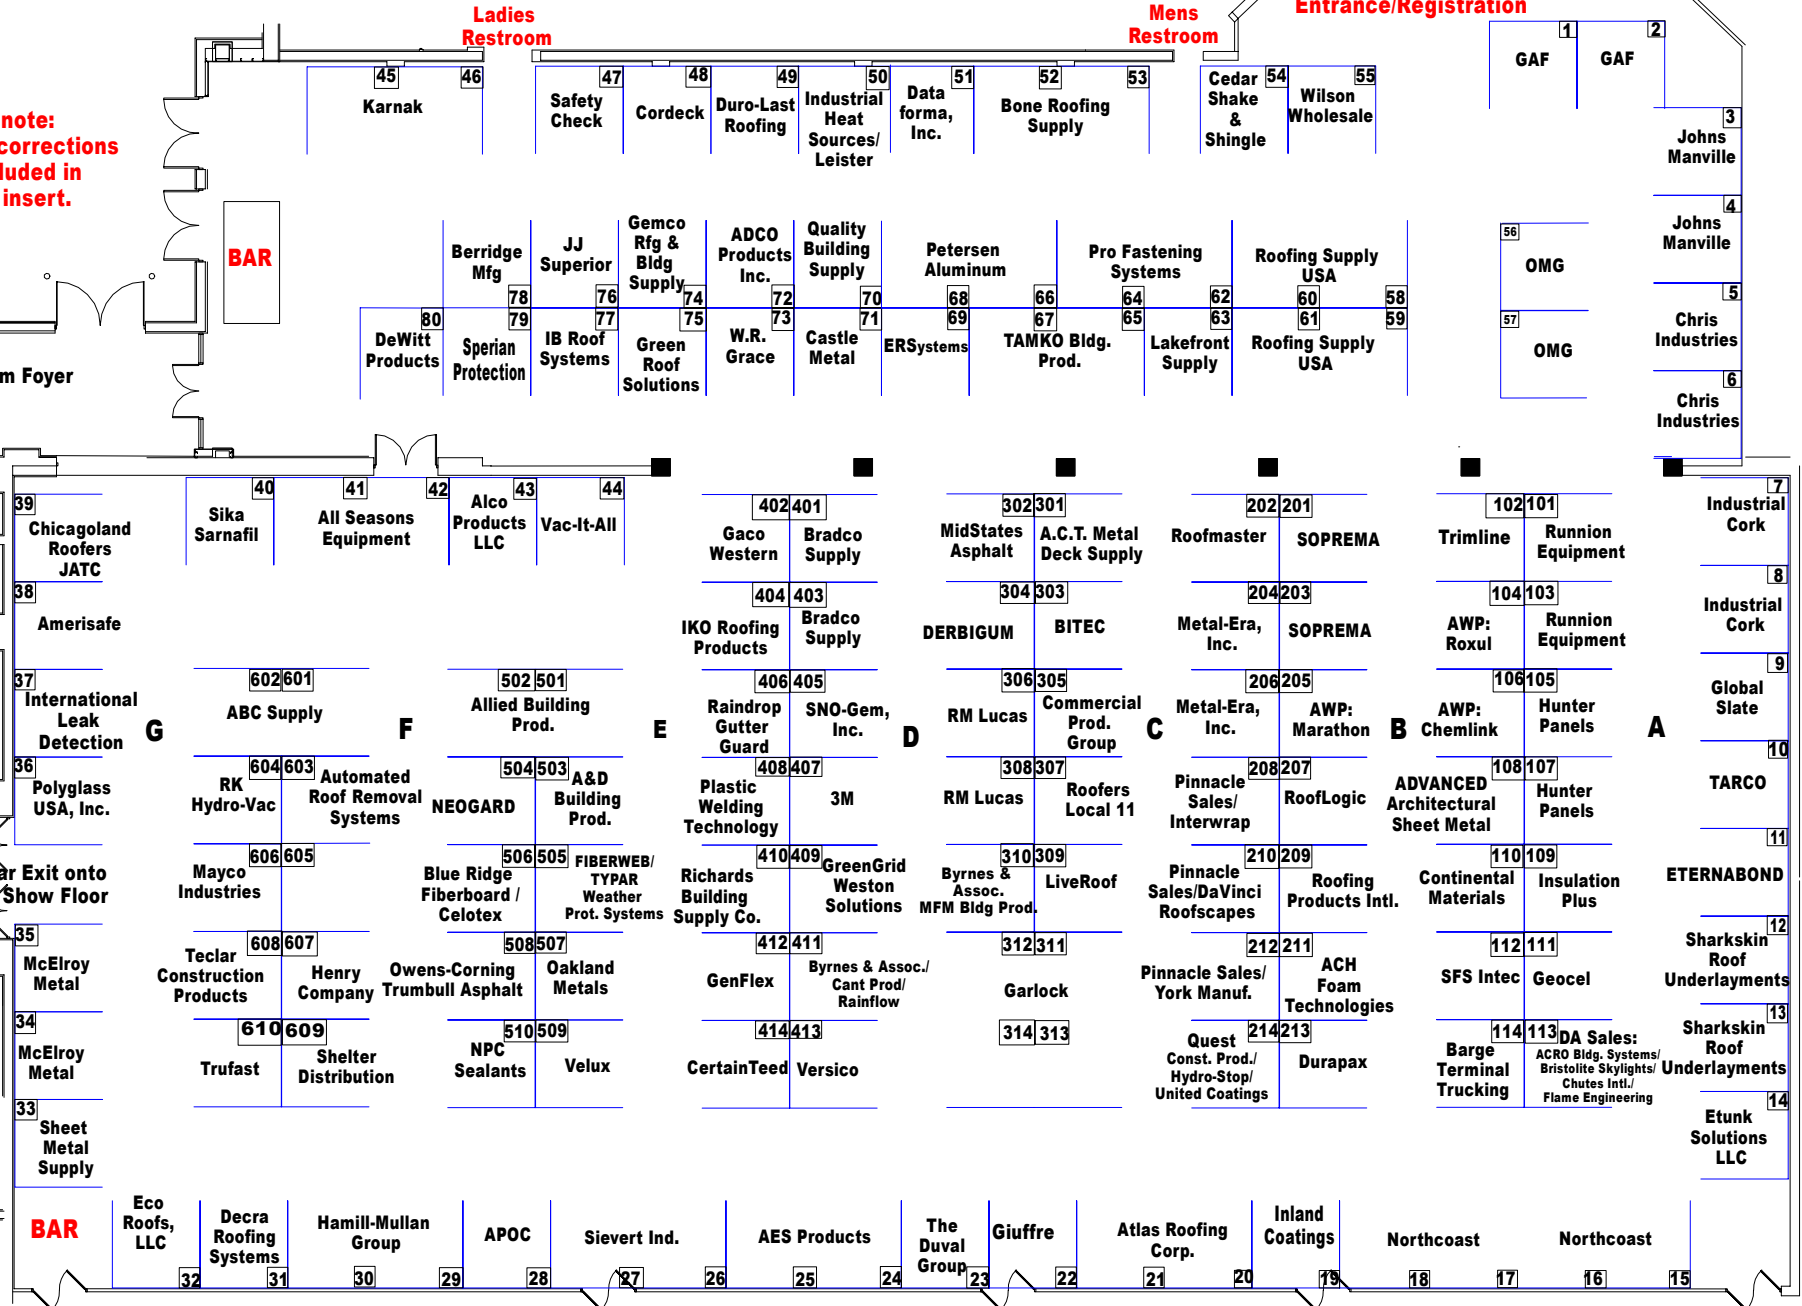 Ladies
Restroom
Mens
Restroom
Entrance/Registration
note:
corrections
luded in
insert.
45
46
Karnak
47
Safety
Check
48
Cordeck
49
Duro-Last
Roofing
50
Industrial
Heat
Sources/
Leister
51
Data
forma,
Inc.
52
53
Bone Roofing
Supply
54
Cedar
Shake
&
Shingle
55
Wilson
Wholesale
1
GAF
2
GAF
3
Johns
Manville
4
Johns
Manville
5
Chris
Industries
6
Chris
Industries
BAR
Berridge
Mfg
78
JJ
Superior
76
Gemco
Rfg &
Bldg
Supply
74
ADCO
Products
Inc.
72
Quality
Building
Supply
70
Petersen
Aluminum
68
66
Pro Fastening
Systems
64
62
Roofing Supply
USA
60
58
56
OMG
57
OMG
80
DeWitt
Products
79
Sperian
Protection
77
IB Roof
Systems
75
Green
Roof
Solutions
73
W.R.
Grace
71
Castle
Metal
69
ERSystems
67
65
TAMKO Bldg.
Prod.
63
Lakefront
Supply
61
59
Roofing Supply
USA
m Foyer
39
Chicagoland
Roofers
JATC
38
Amerisafe
37
International
Leak
Detection
36
Polyglass
USA, Inc.
ar Exit onto
Show Floor
35
McElroy
Metal
34
McElroy
Metal
33
Sheet
Metal
Supply
BAR
40
Sika
Sarnafil
41
42
All Seasons
Equipment
43
Alco
Products
LLC
44
Vac-It-All
G
602 601
ABC Supply
604 603
RK
Hydro-Vac
Automated
Roof Removal
Systems
606 605
Mayco
Industries
608 607
Teclar
Construction
Products
Henry
Company
610 609
Trufast
Shelter
Distribution
F
502 501
Allied Building
Prod.
504 503
NEOGARD
A&D
Building
Prod.
506 505
Blue Ridge
Fiberboard /
Celotex
FIBERWEB/
TYPAR
Weather
Prot. Systems
508 507
Owens-Corning
Trumbull Asphalt
Oakland
Metals
510 509
NPC
Sealants
Velux
E
402 401
Gaco
Western
Bradco
Supply
404 403
IKO Roofing
Products
Bradco
Supply
406 405
Raindrop
Gutter
Guard
SNO-Gem,
Inc.
408 407
Plastic
Welding
Technology
3M
410 409
Richards
Building
Supply Co.
GreenGrid
Weston
Solutions
412 411
GenFlex
Byrnes & Assoc./
Cant Prod/
Rainflow
414 413
CertainTeed
Versico
D
302 301
MidStates
Asphalt
A.C.T. Metal
Deck Supply
304 303
DERBIGUM
BITEC
306 305
RM Lucas
Commercial
Prod.
Group
308 307
RM Lucas
Roofers
Local 11
310 309
Byrnes &
Assoc.
MFM Bldg Prod.
LiveRoof
312 311
Garlock
314 313
C
202 201
Roofmaster
SOPREMA
204 203
Metal-Era,
Inc.
SOPREMA
206 205
Metal-Era,
Inc.
AWP:
Marathon
208 207
Pinnacle
Sales/
Interwrap
RoofLogic
210 209
Pinnacle
Sales/DaVinci
Roofscapes
Roofing
Products Intl.
212 211
Pinnacle Sales/
York Manuf.
ACH
Foam
Technologies
214 213
Quest
Const. Prod./
Hydro-Stop/
United Coatings
Durapax
B
102 101
Trimline
Runnion
Equipment
104 103
AWP:
Roxul
Runnion
Equipment
106 105
AWP:
Chemlink
Hunter
Panels
108 107
ADVANCED
Architectural
Sheet Metal
Hunter
Panels
110 109
Continental
Materials
Insulation
Plus
112 111
SFS Intec
Geocel
114 113
Barge
Terminal
Trucking
DA Sales:
ACRO Bldg. Systems/
Bristolite Skylights/
Chutes Intl./
Flame Engineering
A
7
Industrial
Cork
8
Industrial
Cork
9
Global
Slate
10
TARCO
11
ETERNABOND
12
Sharkskin
Roof
Underlayments
13
Sharkskin
Roof
Underlayments
14
Etunk
Solutions
LLC
Eco
Roofs,
LLC
32
Decra
Roofing
Systems
31
Hamill-Mullan
Group
30
29
APOC
28
Sievert Ind.
27
26
AES Products
25
24
The
Duval
Group
23
Giuffre
22
Atlas Roofing
Corp.
21
20
Inland
Coatings
19
Northcoast
18
17
Northcoast
16
15